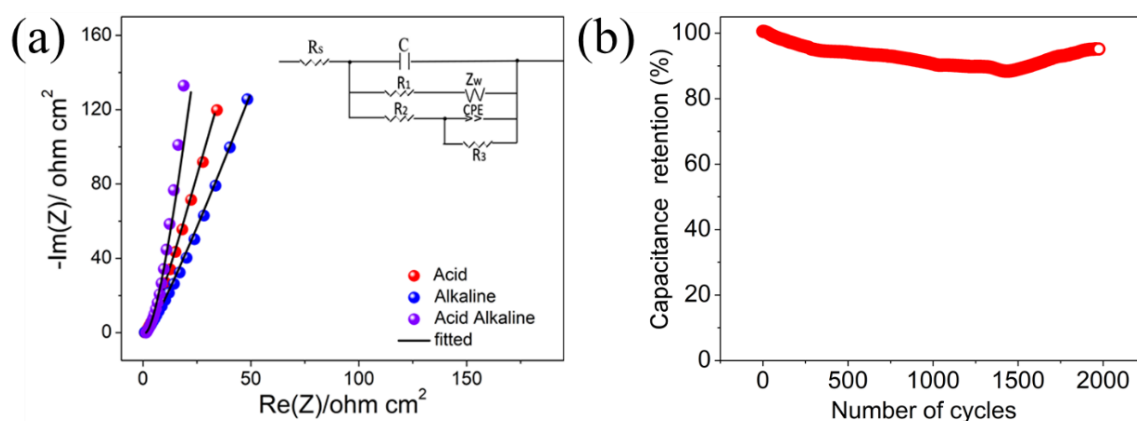 (a)
-Im(Z)/ ohm cm²
160
120
80
40
0
0
50
100
150
Re(Z)/ohm cm²
Rs
C
R₁
Zw
R₂
CPE
R₃
Acid
Alkaline
Acid Alkaline
fitted
(b)
Capacitance retention (%)
100
80
60
40
20
0
0
500
1000
1500
2000
Number of cycles